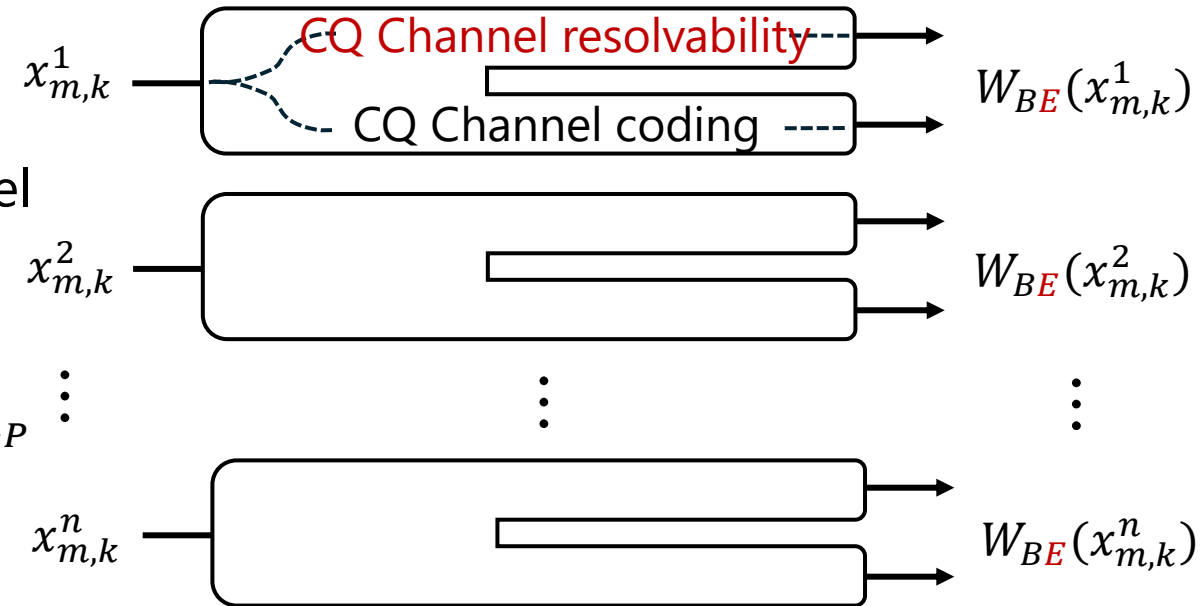 CQ Channel resolvability
x^1_{m,k}
W_{BE}(x^1_{m,k})
CQ Channel coding
el
x^2_{m,k}
W_{BE}(x^2_{m,k})
⋮ ⋮ ⋮
P
x^n_{m,k}
W_{BE}(x^n_{m,k})